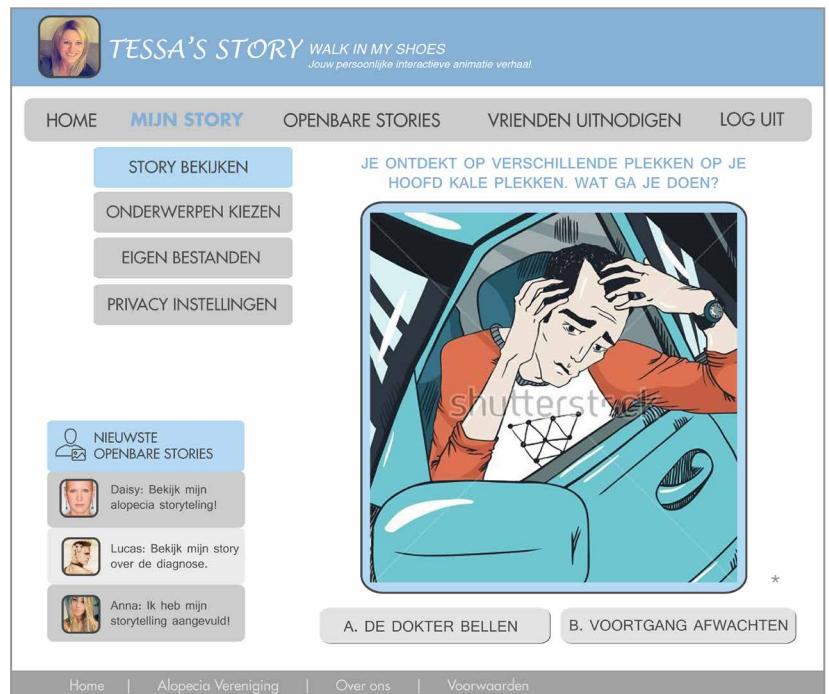 TESSA'S STORY WALK IN MY SHOES
Jouw persoonlijke interactieve animatie verhaal.
HOME MIJN STORY OPENBARE STORIES VRIENDEN UITNODIGEN LOG UIT
STORY BEKIJKEN
ONDERWERPEN KIEZEN
EIGEN BESTANDEN
PRIVACY INSTELLINGEN
JE ONTDEKT OP VERSCHILLENDE PLEKKEN OP JE
HOOFD KALE PLEKKEN. WAT GA JE DOEN?
shutterstock
NIEUWSTE
OPENBARE STORIES
Daisy: Bekijk mijn
alopecia storyteling!
Lucas: Bekijk mijn story
over de diagnose.
Anna: Ik heb mijn
storytelling aangevuld!
*
A. DE DOKTER BELLEN
B. VOORTGANG AFWACHTEN
Home | Alopecia Vereniging | Over ons | Voorwaarden